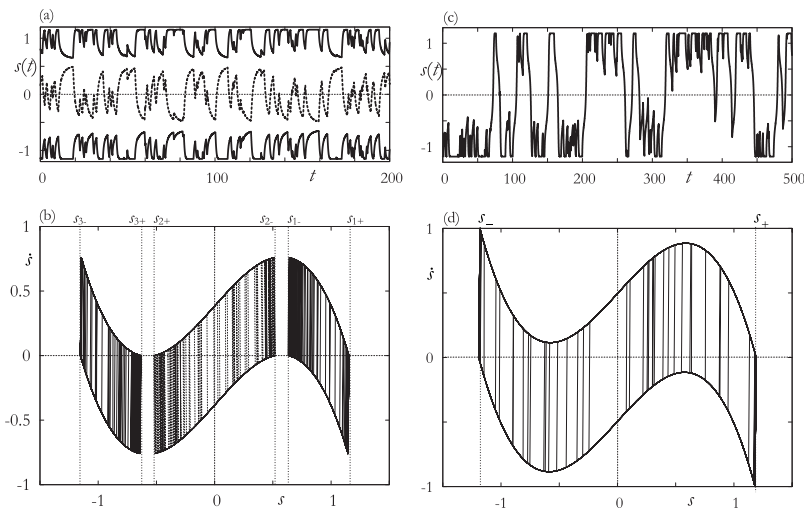 (a)
1
s(t)
0
-1
0 100 t 200
(c)
1
s(t)
0
-1
0 100 200 300 t 400 500
(b) s3- s3+ s2+ s2- s1- s1+
1
ṡ
0.5
0
-0.5
-1
-1 0 s 1
(d) s− s+
1
ṡ
0
-1
-1 0 s 1